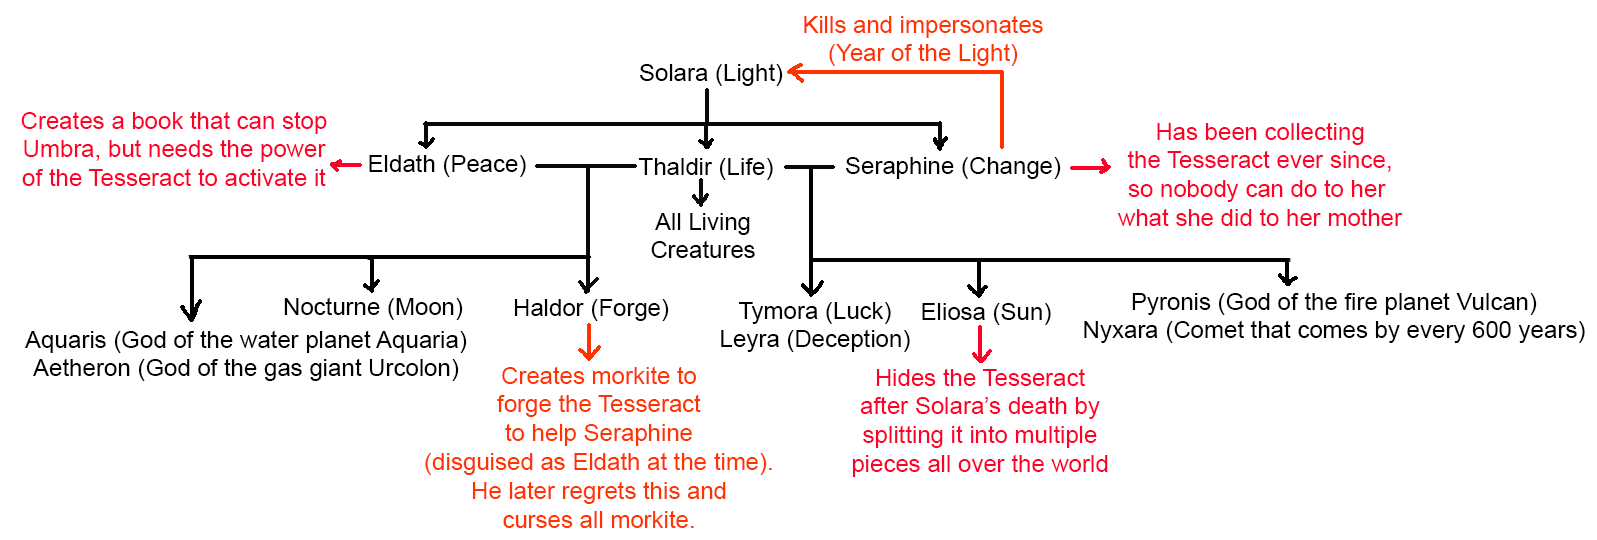 Kills and impersonates
(Year of the Light)
Solara (Light)
Creates a book that can stop
Umbra, but needs the power
of the Tesseract to activate it
Eldath (Peace)
Thaldir (Life)
Seraphine (Change)
Has been collecting
the Tesseract ever since,
so nobody can do to her
what she did to her mother
All Living
Creatures
Aquaris (God of the water planet Aquaria)
Aetheron (God of the gas giant Urcolon)
Nocturne (Moon)
Haldor (Forge)
Tymora (Luck)
Leyra (Deception)
Eliosa (Sun)
Pyronis (God of the fire planet Vulcan)
Nyxara (Comet that comes by every 600 years)
Creates morkite to
forge the Tesseract
to help Seraphine
(disguised as Eldath at the time).
He later regrets this and
curses all morkite.
Hides the Tesseract
after Solara’s death by
splitting it into multiple
pieces all over the world